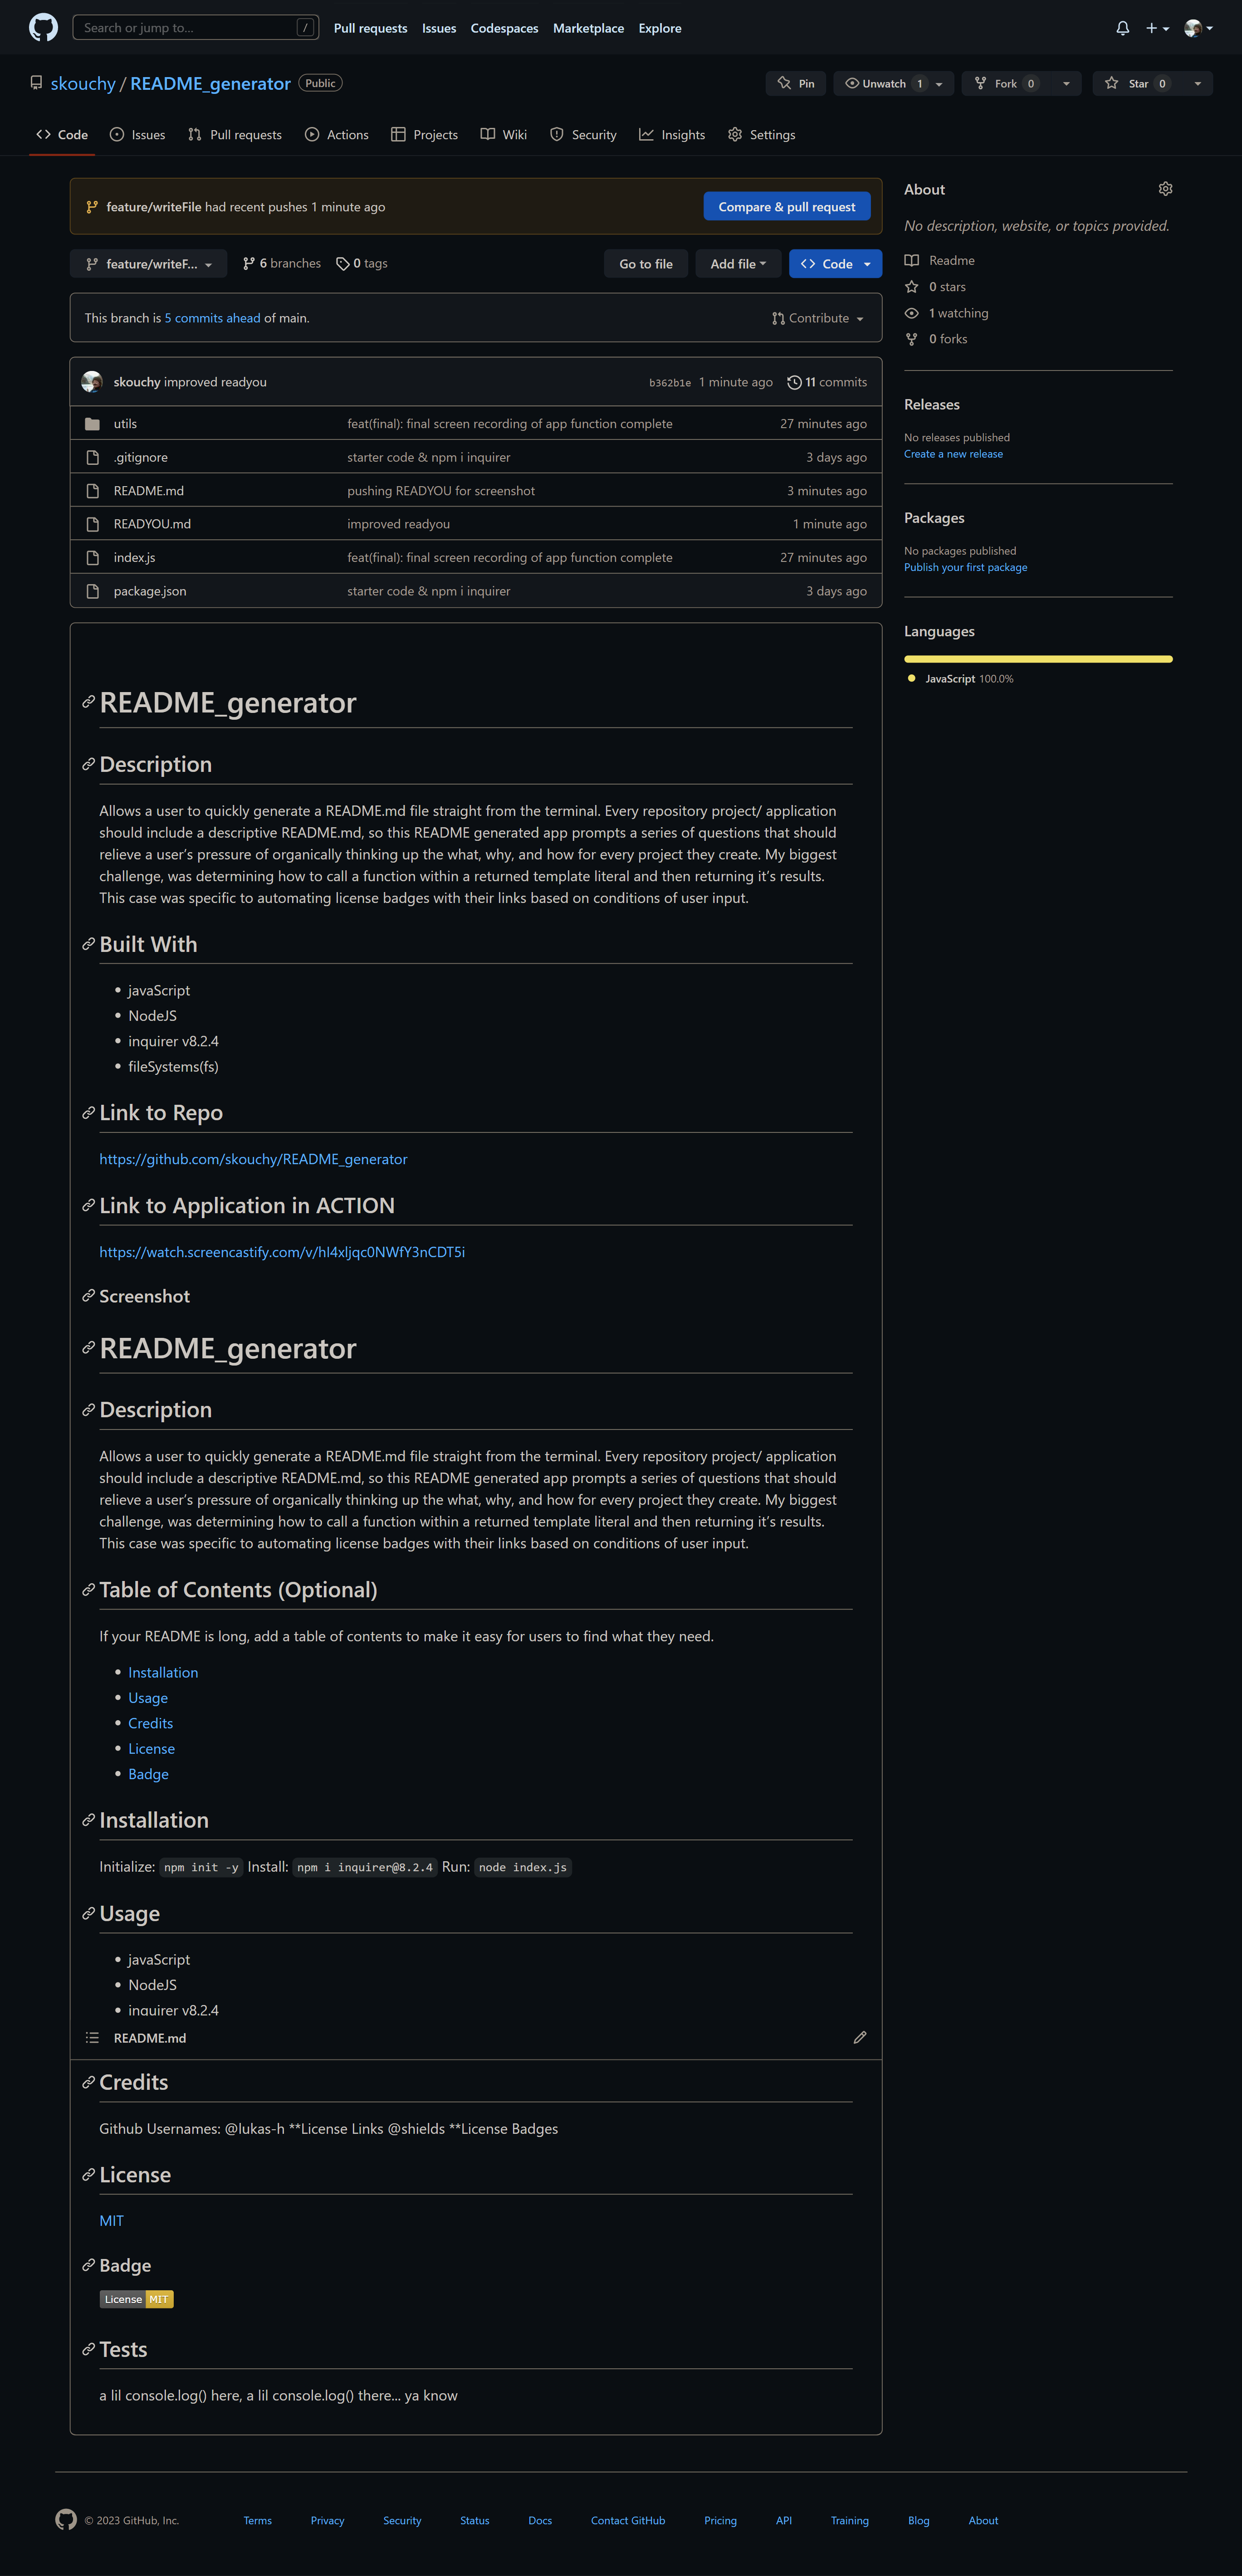 Search or jump to... /
Pull requests Issues Codespaces Marketplace Explore
skouchy / README_generator Public
Pin Unwatch 1 Fork 0 Star 0
Code Issues Pull requests Actions Projects Wiki Security Insights Settings
feature/writeFile had recent pushes 1 minute ago
Compare & pull request
feature/writeF... 6 branches 0 tags
Go to file Add file Code
This branch is 5 commits ahead of main.
Contribute
skouchy improved readyou b362b1e 1 minute ago 11 commits
utils feat(final): final screen recording of app function complete 27 minutes ago
.gitignore starter code & npm i inquirer 3 days ago
README.md pushing READYOU for screenshot 3 minutes ago
READYOU.md improved readyou 1 minute ago
index.js feat(final): final screen recording of app function complete 27 minutes ago
package.json starter code & npm i inquirer 3 days ago
About
No description, website, or topics provided.
Readme
0 stars
1 watching
0 forks
Releases
No releases published
Create a new release
Packages
No packages published
Publish your first package
Languages
JavaScript 100.0%
README_generator
Description
Allows a user to quickly generate a README.md file straight from the terminal. Every repository project/ application
should include a descriptive README.md, so this README generated app prompts a series of questions that should
relieve a user’s pressure of organically thinking up the what, why, and how for every project they create. My biggest
challenge, was determining how to call a function within a returned template literal and then returning it’s results.
This case was specific to automating license badges with their links based on conditions of user input.
Built With
javaScript
NodeJS
inquirer v8.2.4
fileSystems(fs)
Link to Repo
https://github.com/skouchy/README_generator
Link to Application in ACTION
https://watch.screencastify.com/v/hI4xljqc0NWfY3nCDT5i
Screenshot
README_generator
Description
Allows a user to quickly generate a README.md file straight from the terminal. Every repository project/ application
should include a descriptive README.md, so this README generated app prompts a series of questions that should
relieve a user’s pressure of organically thinking up the what, why, and how for every project they create. My biggest
challenge, was determining how to call a function within a returned template literal and then returning it’s results.
This case was specific to automating license badges with their links based on conditions of user input.
Table of Contents (Optional)
If your README is long, add a table of contents to make it easy for users to find what they need.
Installation
Usage
Credits
License
Badge
Installation
Initialize: npm init -y Install: npm i inquirer@8.2.4 Run: node index.js
Usage
javaScript
NodeJS
inquirer v8.2.4
README.md
Credits
Github Usernames: @lukas-h **License Links @shields **License Badges
License
MIT
Badge
License MIT
Tests
a lil console.log() here, a lil console.log() there... ya know
© 2023 GitHub, Inc. Terms Privacy Security Status Docs Contact GitHub Pricing API Training Blog About